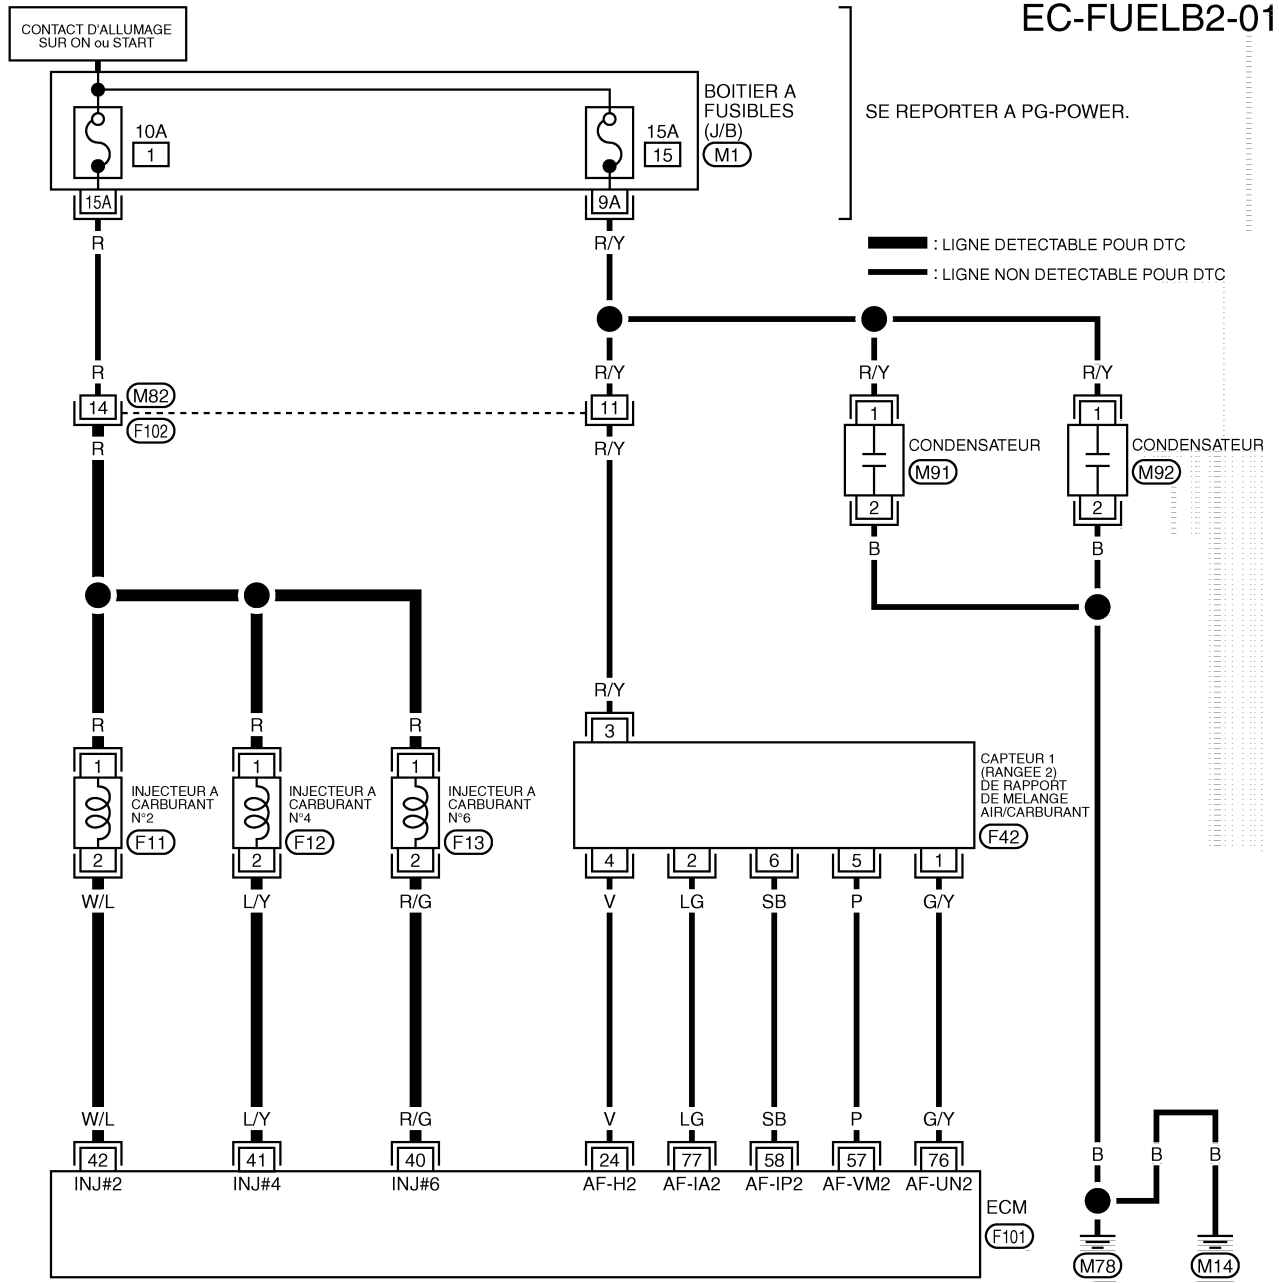 EC-FUELB2-01
CONTACT D'ALLUMAGE
SUR ON ou START
10A
1
15A
15
BOITIER A
FUSIBLES
(J/B)
M1
SE REPORTER A PG-POWER.
15A
9A
R
R/Y
: LIGNE DETECTABLE POUR DTC
: LIGNE NON DETECTABLE POUR DTC
R
R/Y
R/Y
R/Y
14
M82
F102
11
1
1
R
R/Y
CONDENSATEUR
M91
CONDENSATEUR
M92
2
2
B
B
R/Y
3
R
R
R
1
1
1
INJECTEUR A
CARBURANT
N°2
F11
INJECTEUR A
CARBURANT
N°4
F12
INJECTEUR A
CARBURANT
N°6
F13
CAPTEUR 1
(RANGEE 2)
DE RAPPORT
DE MELANGE
AIR/CARBURANT
F42
2
2
2
4
2
6
5
1
W/L
L/Y
R/G
V
LG
SB
P
G/Y
W/L
L/Y
R/G
V
LG
SB
P
G/Y
B
B
B
42
41
40
24
77
58
57
76
INJ#2
INJ#4
INJ#6
AF-H2
AF-IA2
AF-IP2
AF-VM2
AF-UN2
ECM
F101
M78
M14